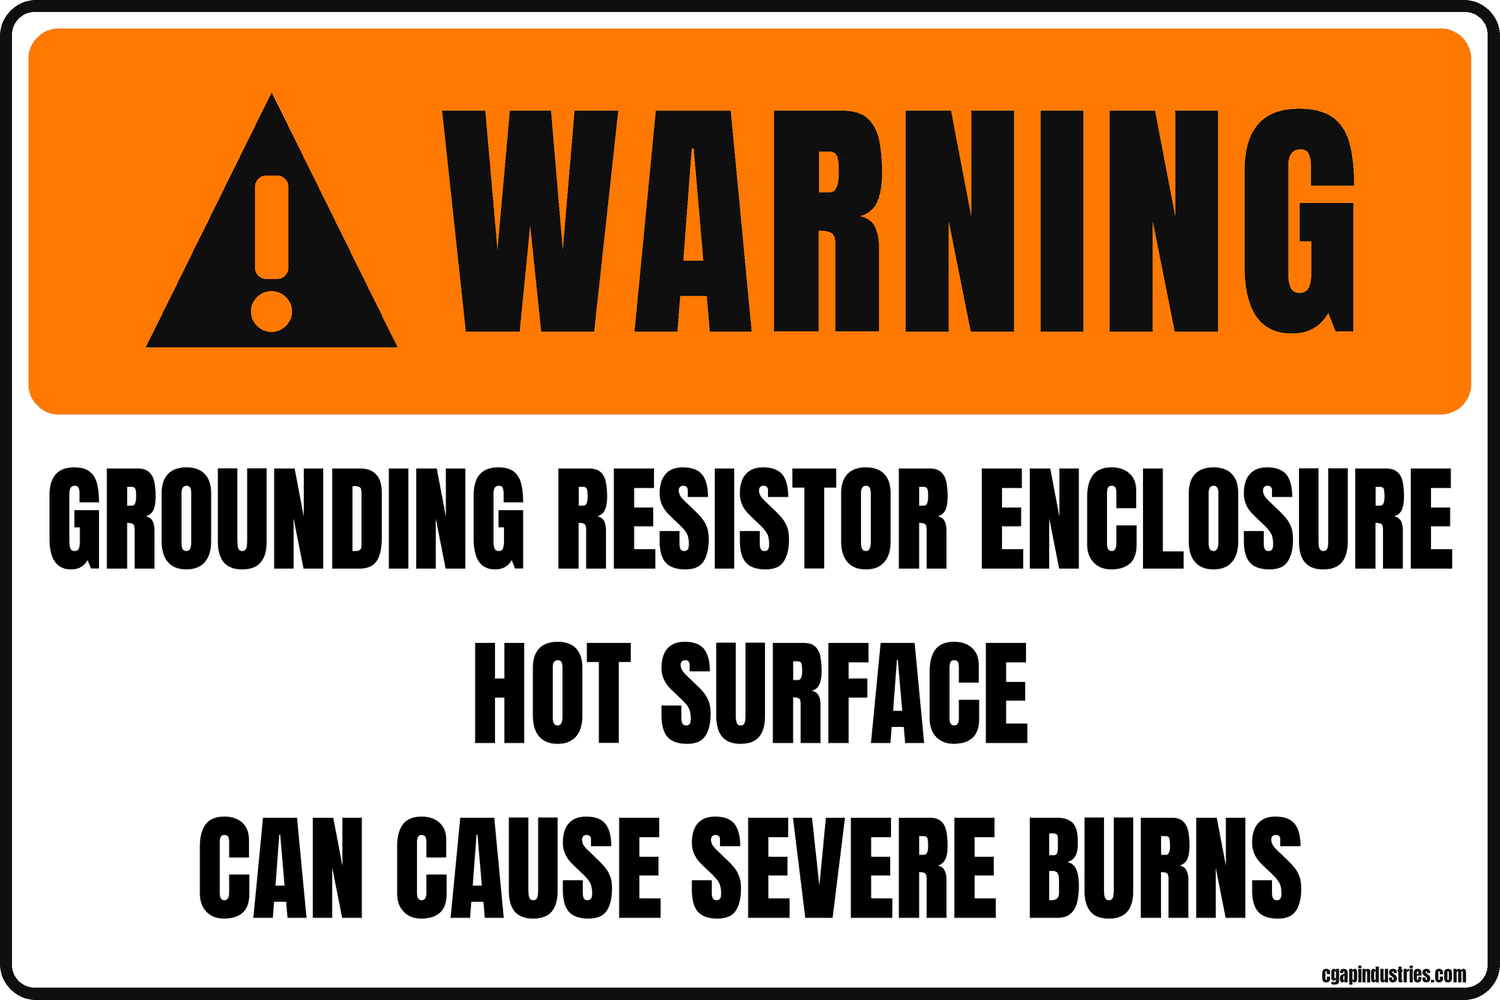 WARNING
GROUNDING RESISTOR ENCLOSURE
HOT SURFACE
CAN CAUSE SEVERE BURNS
cgapindustries.com